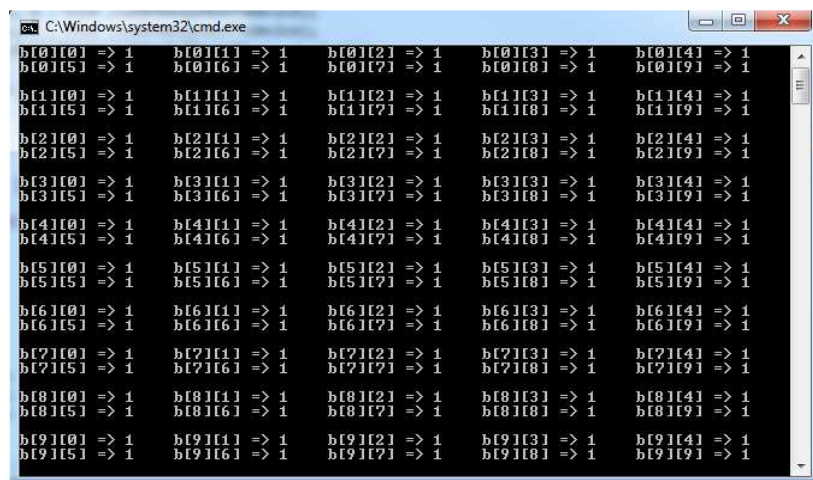 C:\Windows\system32\cmd.exe
b[0][0] => 1 b[0][1] => 1 b[0][2] => 1 b[0][3] => 1 b[0][4] => 1
b[0][5] => 1 b[0][6] => 1 b[0][7] => 1 b[0][8] => 1 b[0][9] => 1
b[1][0] => 1 b[1][1] => 1 b[1][2] => 1 b[1][3] => 1 b[1][4] => 1
b[1][5] => 1 b[1][6] => 1 b[1][7] => 1 b[1][8] => 1 b[1][9] => 1
b[2][0] => 1 b[2][1] => 1 b[2][2] => 1 b[2][3] => 1 b[2][4] => 1
b[2][5] => 1 b[2][6] => 1 b[2][7] => 1 b[2][8] => 1 b[2][9] => 1
b[3][0] => 1 b[3][1] => 1 b[3][2] => 1 b[3][3] => 1 b[3][4] => 1
b[3][5] => 1 b[3][6] => 1 b[3][7] => 1 b[3][8] => 1 b[3][9] => 1
b[4][0] => 1 b[4][1] => 1 b[4][2] => 1 b[4][3] => 1 b[4][4] => 1
b[4][5] => 1 b[4][6] => 1 b[4][7] => 1 b[4][8] => 1 b[4][9] => 1
b[5][0] => 1 b[5][1] => 1 b[5][2] => 1 b[5][3] => 1 b[5][4] => 1
b[5][5] => 1 b[5][6] => 1 b[5][7] => 1 b[5][8] => 1 b[5][9] => 1
b[6][0] => 1 b[6][1] => 1 b[6][2] => 1 b[6][3] => 1 b[6][4] => 1
b[6][5] => 1 b[6][6] => 1 b[6][7] => 1 b[6][8] => 1 b[6][9] => 1
b[7][0] => 1 b[7][1] => 1 b[7][2] => 1 b[7][3] => 1 b[7][4] => 1
b[7][5] => 1 b[7][6] => 1 b[7][7] => 1 b[7][8] => 1 b[7][9] => 1
b[8][0] => 1 b[8][1] => 1 b[8][2] => 1 b[8][3] => 1 b[8][4] => 1
b[8][5] => 1 b[8][6] => 1 b[8][7] => 1 b[8][8] => 1 b[8][9] => 1
b[9][0] => 1 b[9][1] => 1 b[9][2] => 1 b[9][3] => 1 b[9][4] => 1
b[9][5] => 1 b[9][6] => 1 b[9][7] => 1 b[9][8] => 1 b[9][9] => 1